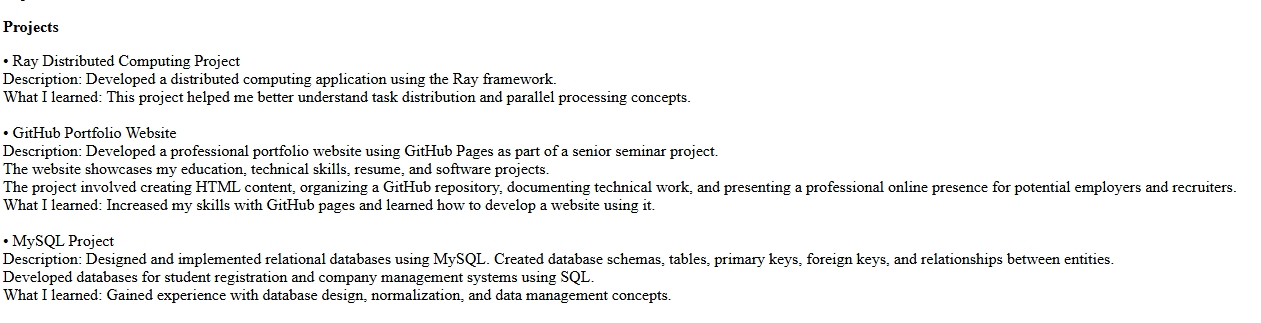 Projects
• Ray Distributed Computing Project
Description: Developed a distributed computing application using the Ray framework.
What I learned: This project helped me better understand task distribution and parallel processing concepts.
• GitHub Portfolio Website
Description: Developed a professional portfolio website using GitHub Pages as part of a senior seminar project.
The website showcases my education, technical skills, resume, and software projects.
The project involved creating HTML content, organizing a GitHub repository, documenting technical work, and presenting a professional online presence for potential employers and recruiters.
What I learned: Increased my skills with GitHub pages and learned how to develop a website using it.
• MySQL Project
Description: Designed and implemented relational databases using MySQL. Created database schemas, tables, primary keys, foreign keys, and relationships between entities.
Developed databases for student registration and company management systems using SQL.
What I learned: Gained experience with database design, normalization, and data management concepts.